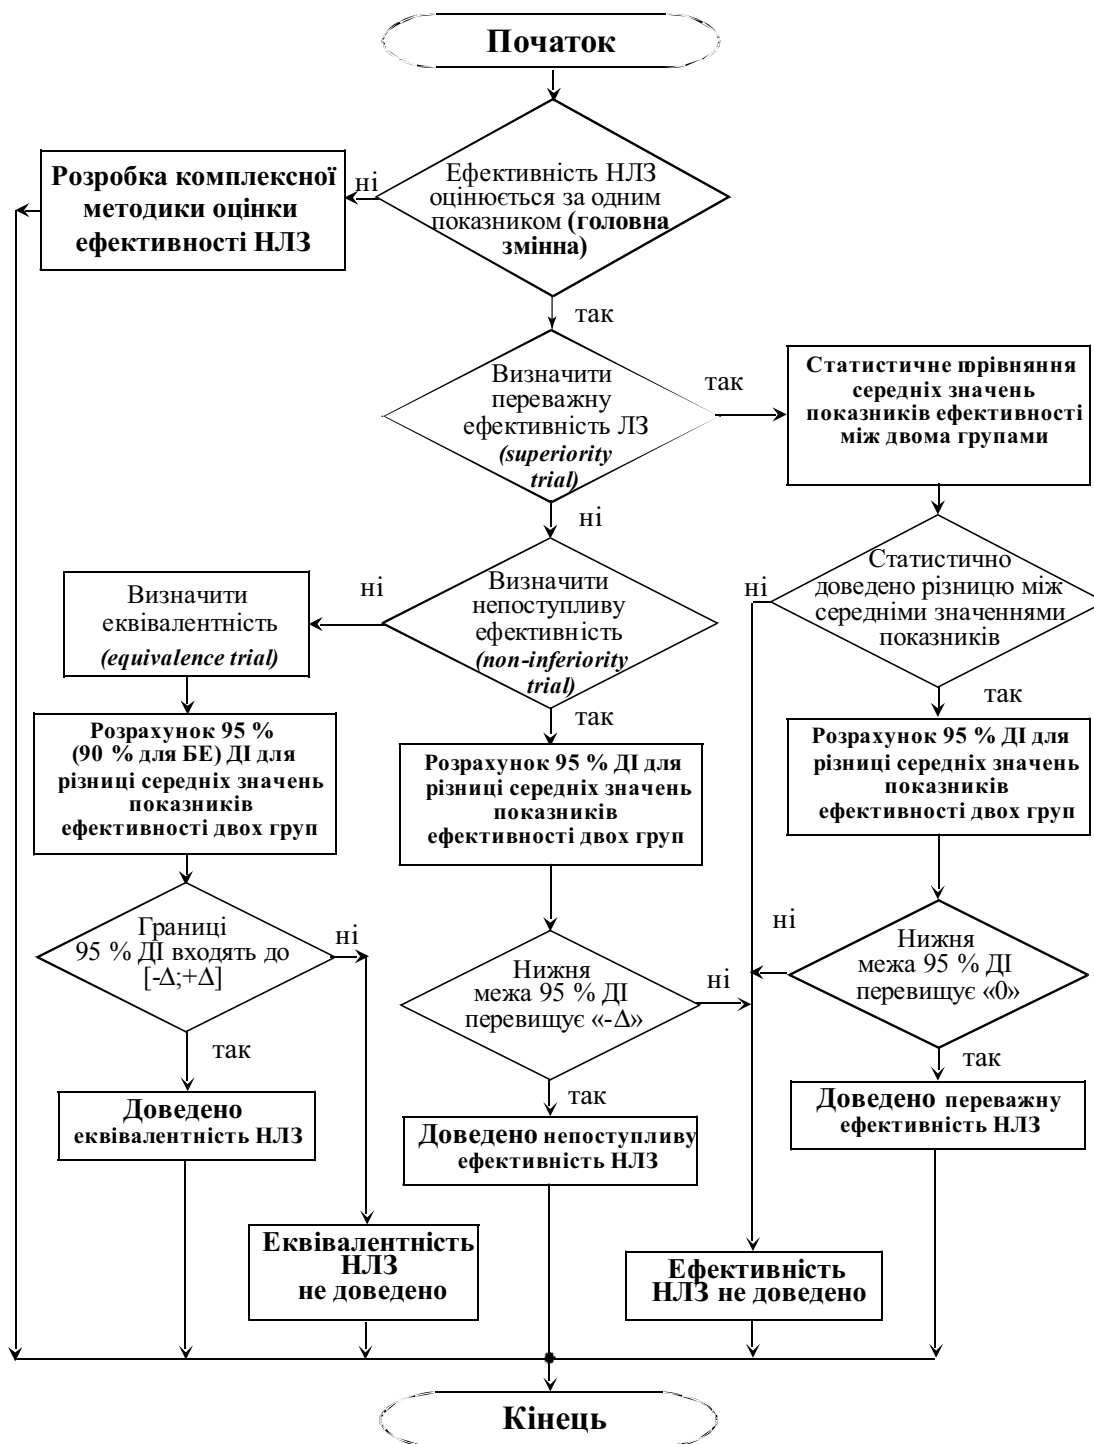 Початок
Ефективність НЛЗ
оцінюється за одним
показником (головна
змінна)
ні
Розробка комплексної
методики оцінки
ефективності НЛЗ
так
Визначити
переважну
ефективність ЛЗ
(superiority
trial)
так
Статистичне порівняння
середніх значень
показників ефективності
між двома групами
ні
Визначити
непоступливу
ефективність
(non-inferiority
trial)
ні
Визначити
еквівалентність
(equivalence trial)
ні
Статистично
доведено різницю між
середніми значеннями
показників
так
так
Розрахунок 95 %
(90 % для БЕ) ДІ для
різниці середніх значень
показників
ефективності двох груп
Розрахунок 95 % ДІ для
різниці середніх значень
показників
ефективності двох груп
Розрахунок 95 % ДІ для
різниці середніх значень
показників
ефективності двох груп
Границі
95 % ДІ входять до
[-Δ;+Δ]
ні
Нижня
межа 95 % ДІ
перевищує «-Δ»
ні
ні
Нижня
межа 95 % ДІ
перевищує «0»
так
так
так
Доведено
еквівалентність НЛЗ
Доведено непоступливу
ефективність НЛЗ
Доведено переважну
ефективність НЛЗ
Еквівалентність
НЛЗ
не доведено
Ефективність
НЛЗ не доведено
Кінець